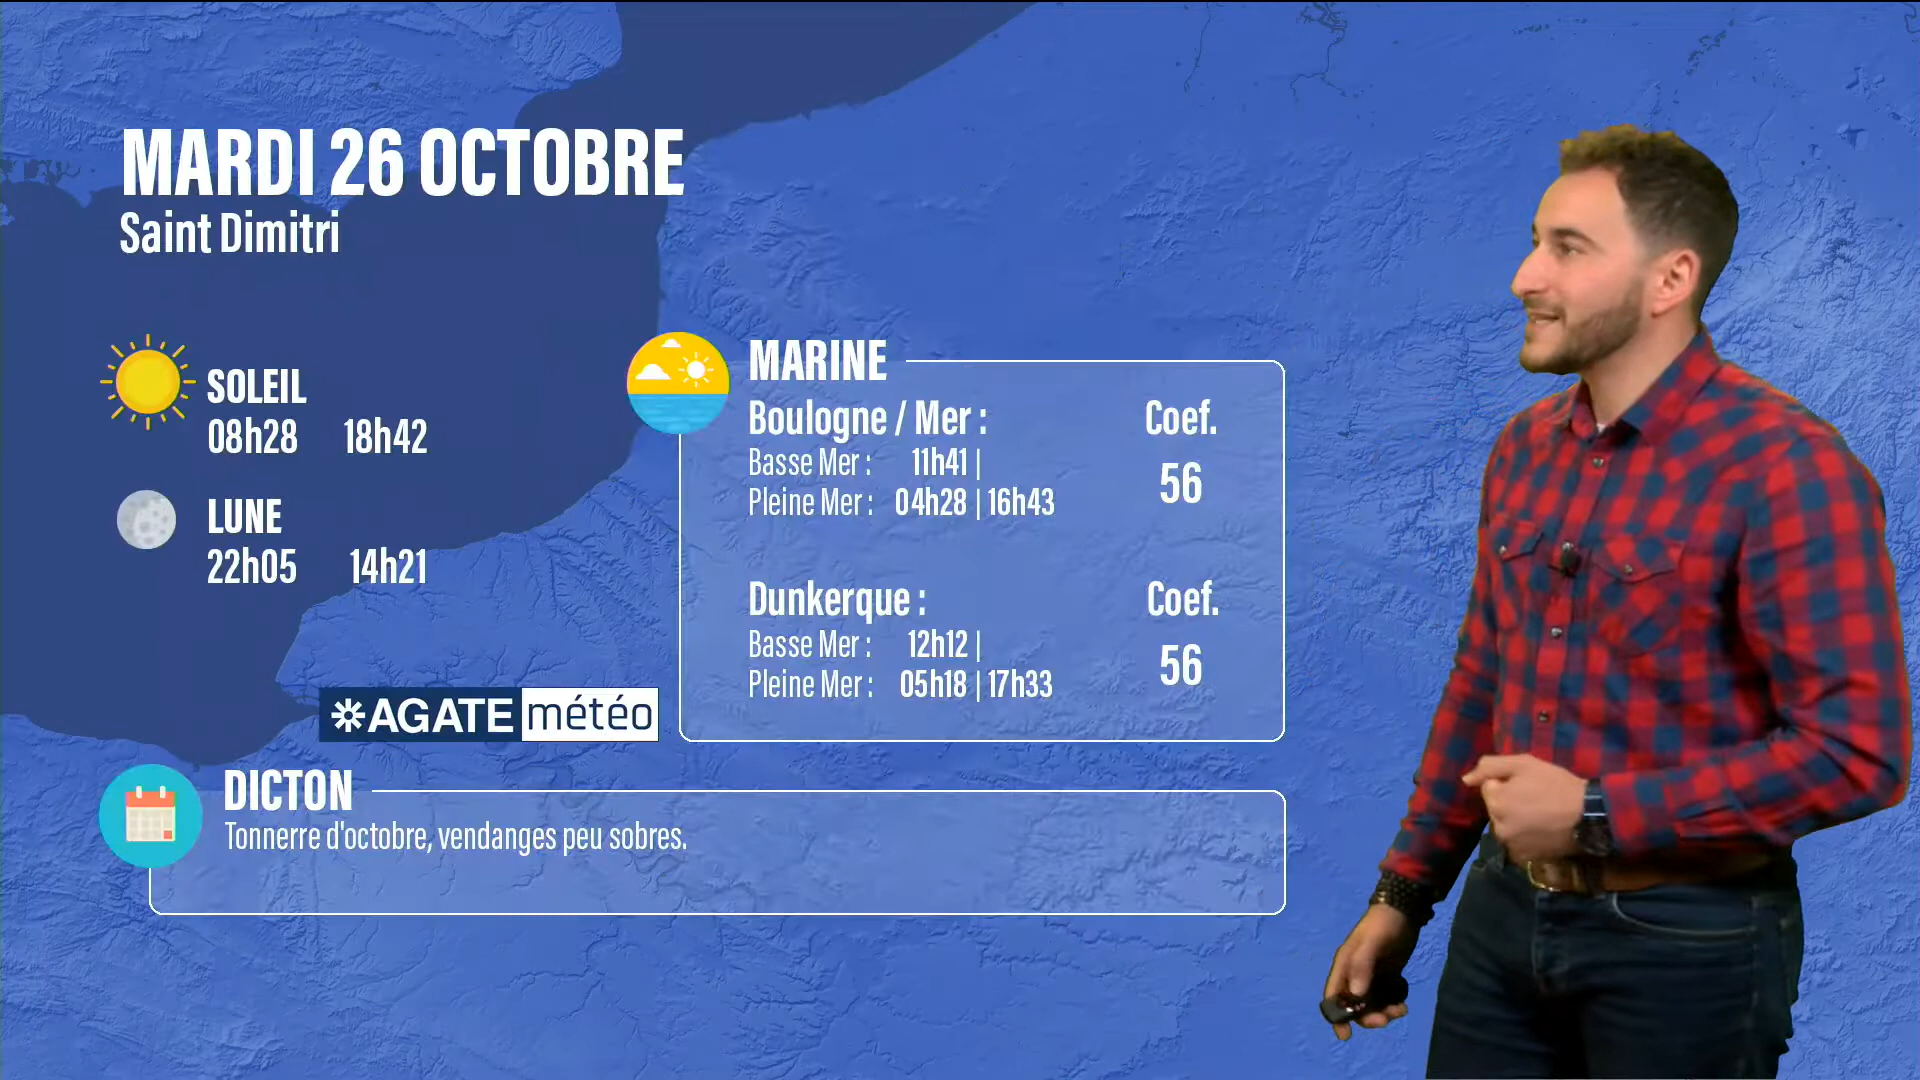 MARDI 26 OCTOBRE
Saint Dimitri
SOLEIL
08h28 18h42
LUNE
22h05 14h21
MARINE
Boulogne / Mer : Coef.
Basse Mer : 11h41 |
56
Pleine Mer : 04h28 | 16h43
Dunkerque : Coef.
Basse Mer : 12h12 |
56
Pleine Mer : 05h18 | 17h33
AGATE météo
DICTON
Tonnerre d'octobre, vendanges peu sobres.